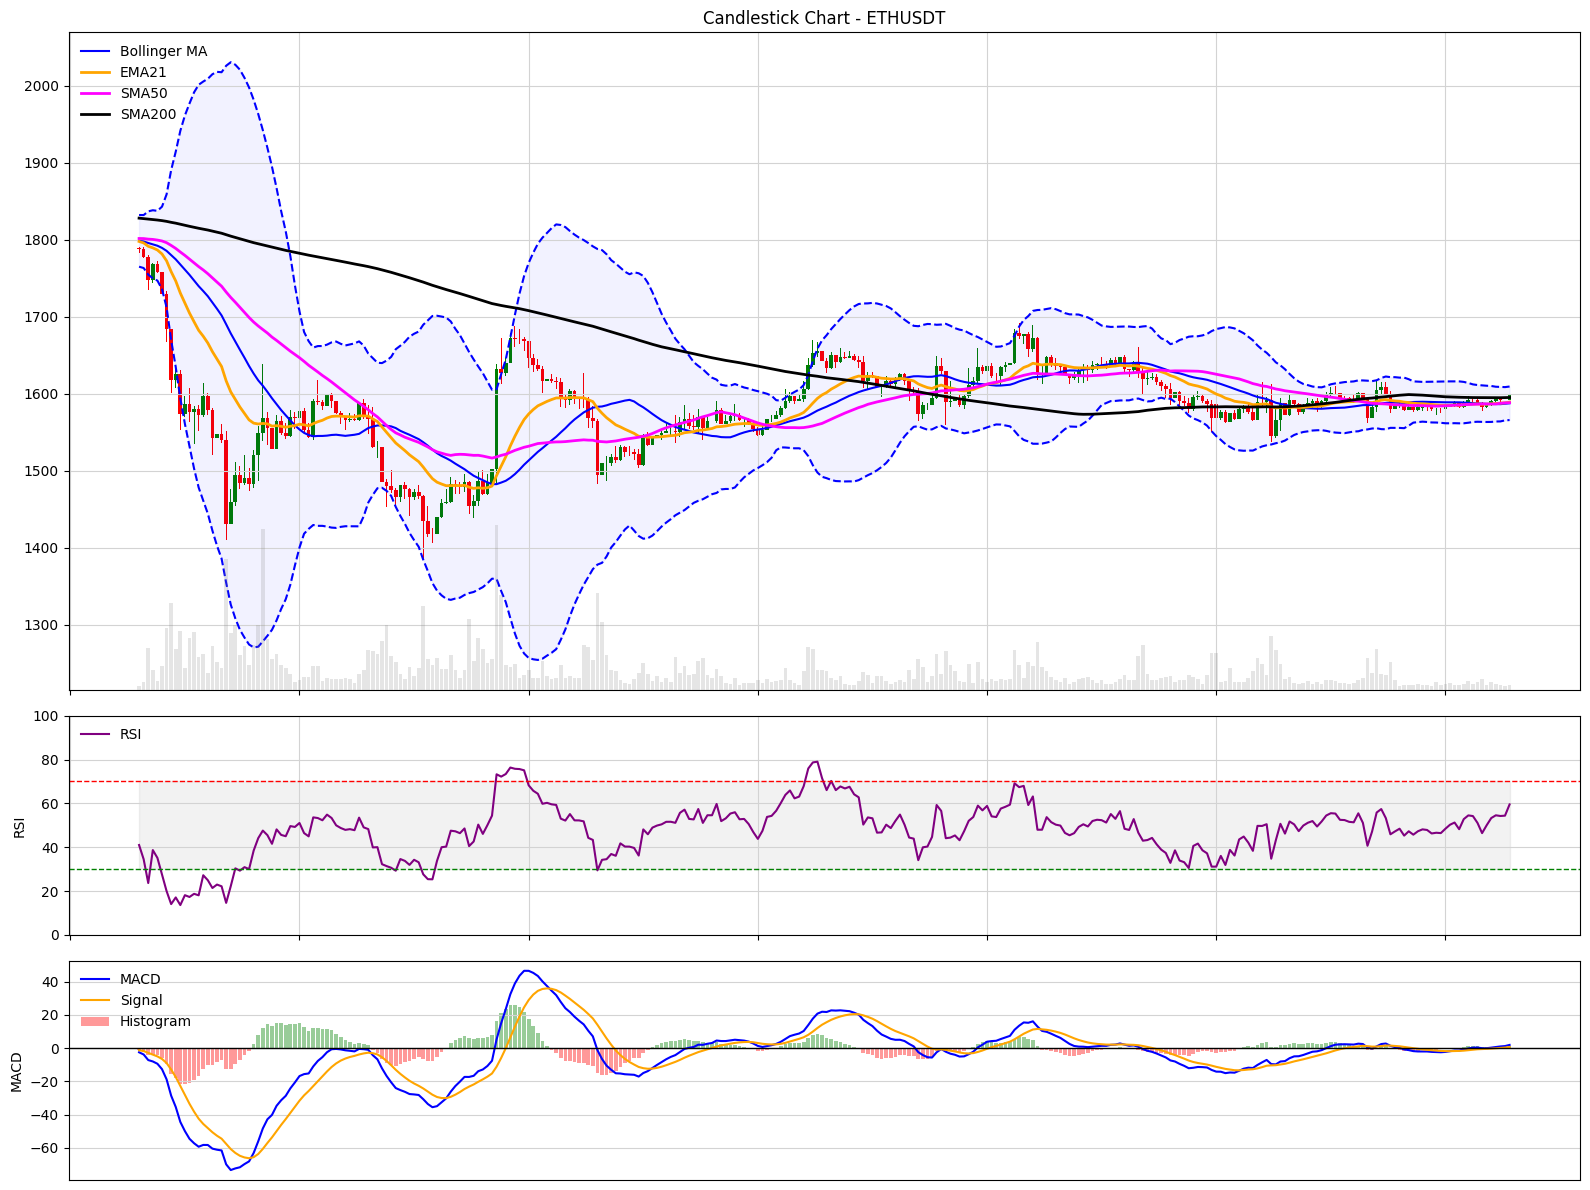 Candlestick Chart - ETHUSDT
Bollinger MA
EMA21
SMA50
SMA200
2000
1900
1800
1700
1600
1500
1400
1300
RSI
100
80
60
40
20
0
RSI
MACD
Signal
Histogram
40
20
0
−20
−40
−60
MACD